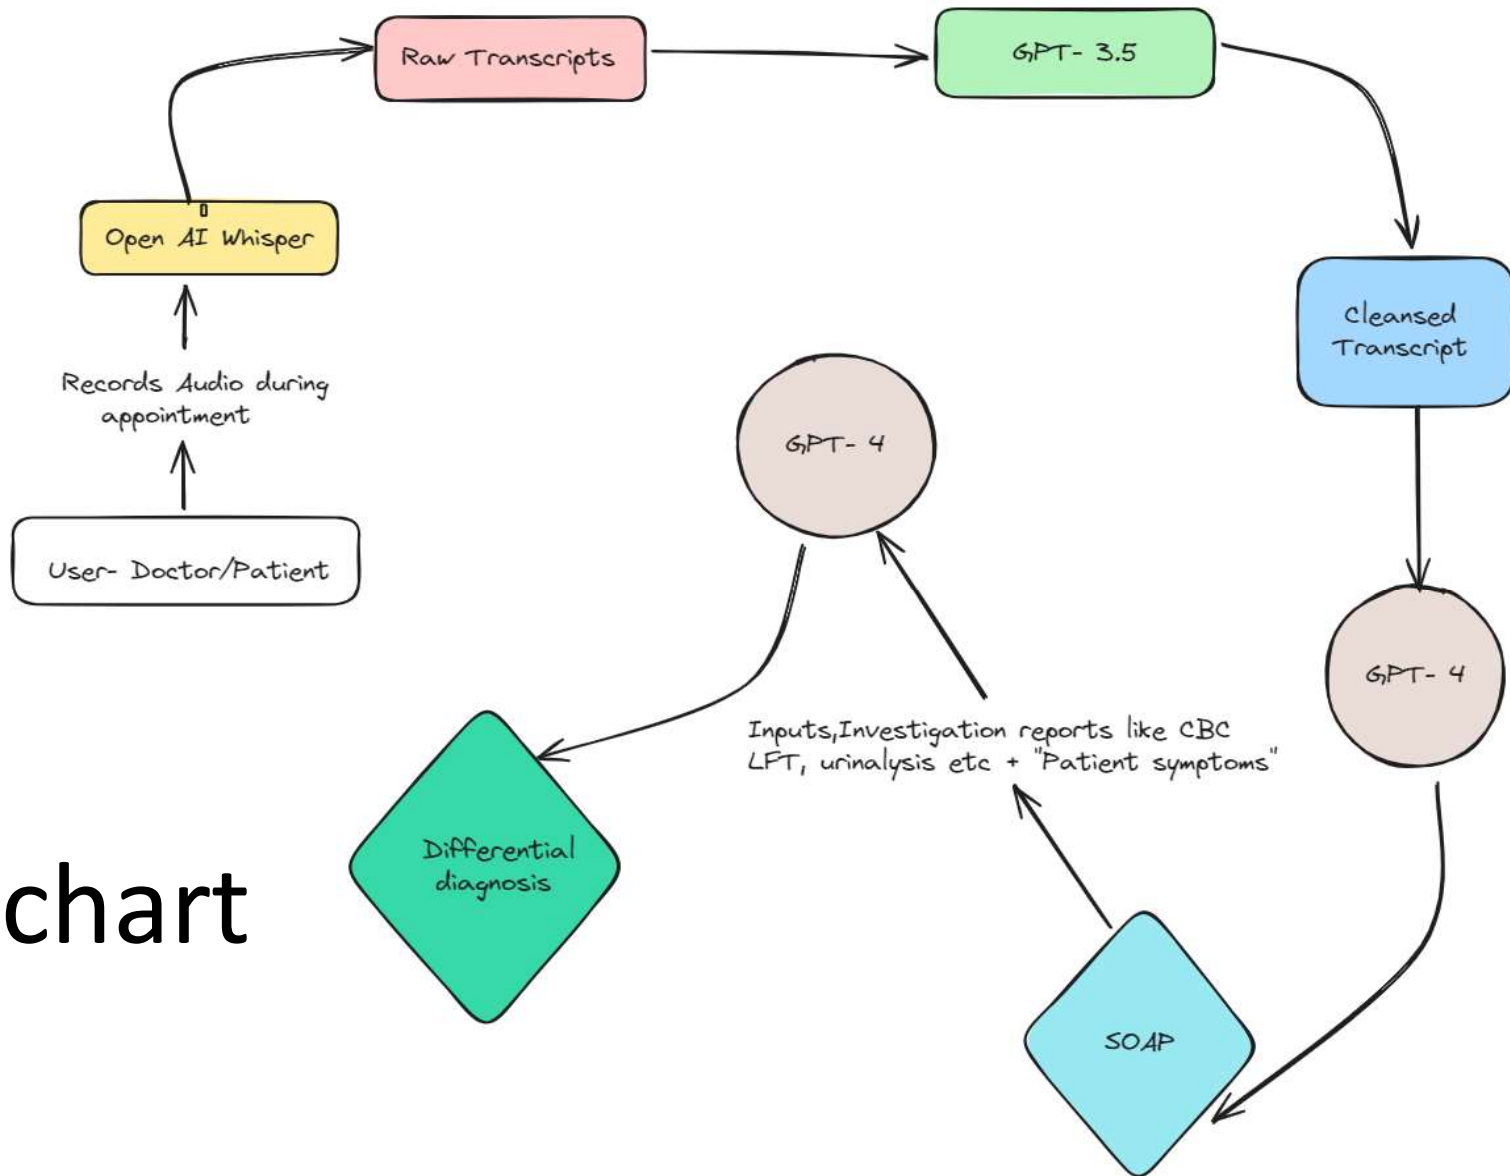 Raw Transcripts
GPT- 3.5
Open AI Whisper
Cleansed
Transcript
Records Audio during
appointment
GPT- 4
User- Doctor/Patient
GPT- 4
Inputs,Investigation reports like CBC
LFT, urinalysis etc + "Patient symptoms"
Differential
diagnosis
chart
SOAP